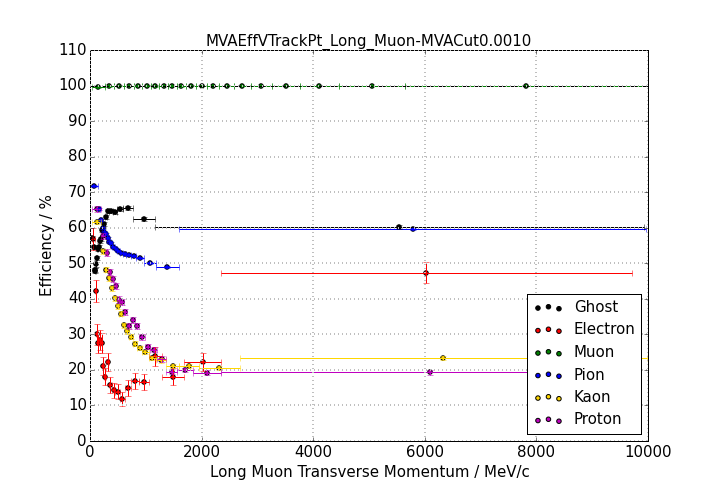 MVAEffVTrackPt_Long_Muon-MVACut0.0010
110
100
90
80
70
60
50
40
30
20
10
0
Efficiency / %
0 2000 4000 6000 8000 10000
Long Muon Transverse Momentum / MeV/c
Ghost
Electron
Muon
Pion
Kaon
Proton